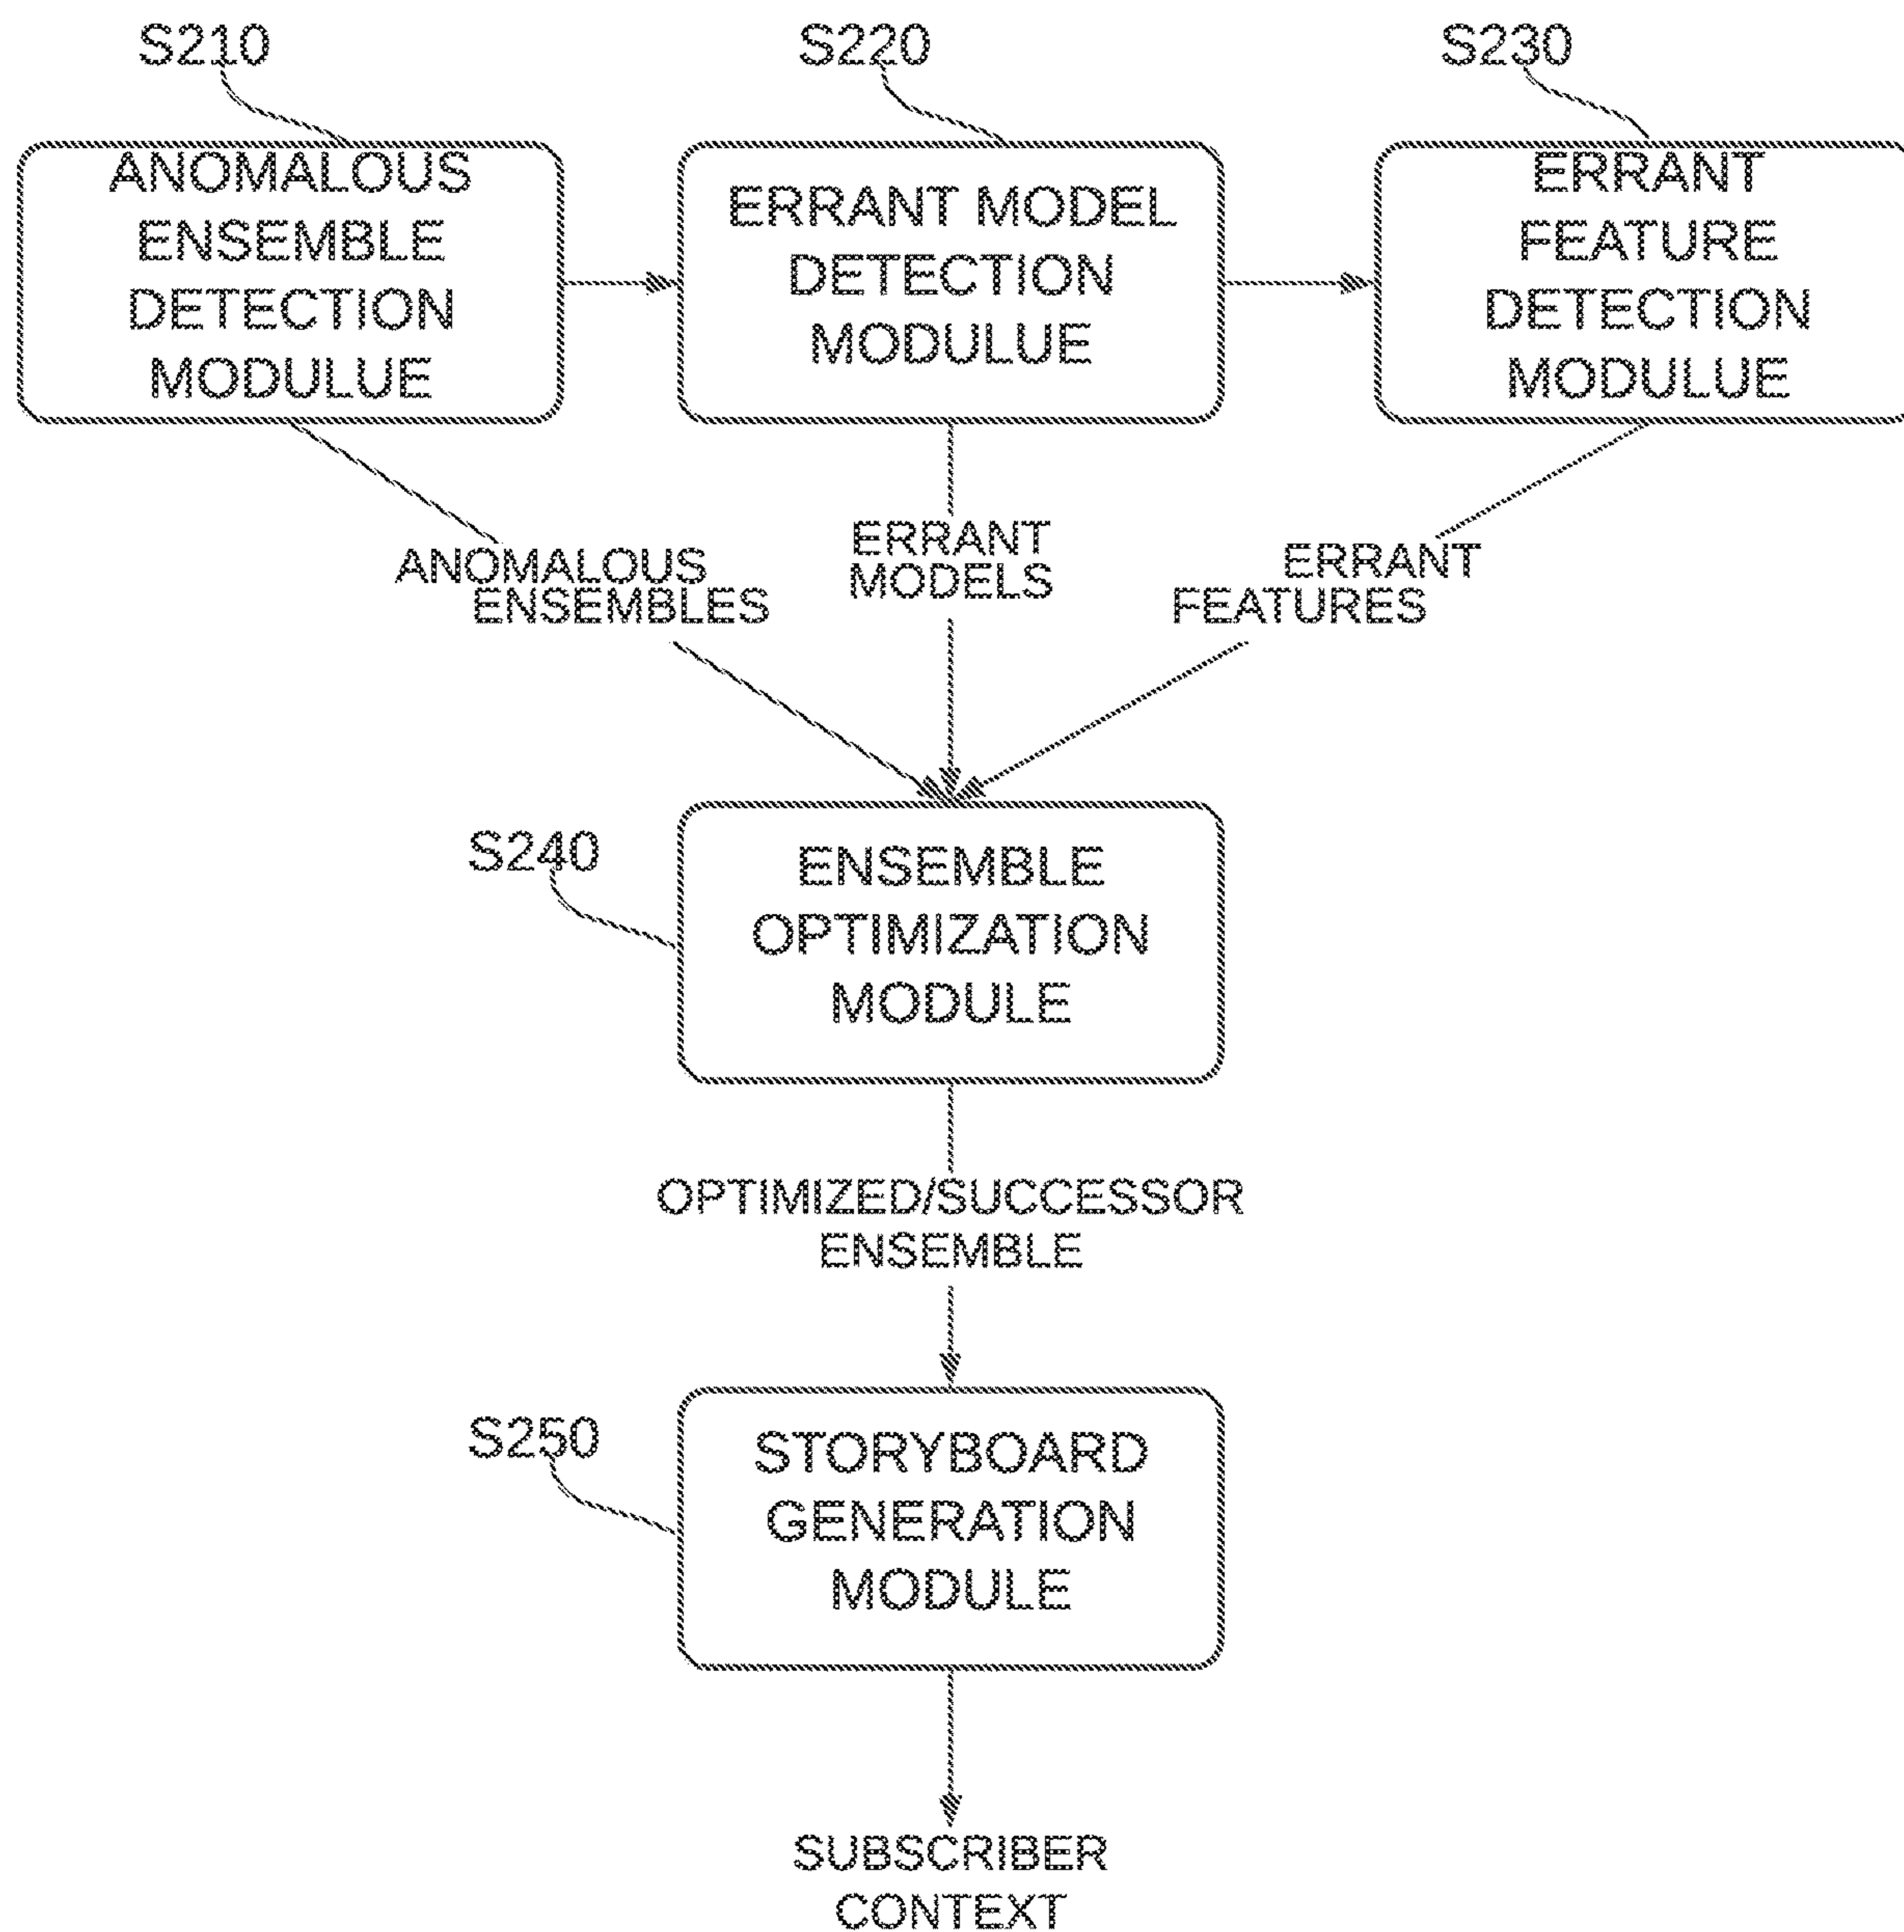 S210
S220
S230
ANOMALOUS
ENSEMBLE
DETECTION
MODULUE
ERRANT MODEL
DETECTION
MODULUE
ERRANT
FEATURE
DETECTION
MODULUE
ANOMALOUS
ENSEMBLES
ERRANT
MODELS
ERRANT
FEATURES
S240
ENSEMBLE
OPTIMIZATION
MODULE
OPTIMIZED/SUCCESSOR
ENSEMBLE
S250
STORYBOARD
GENERATION
MODULE
SUBSCRIBER
CONTEXT